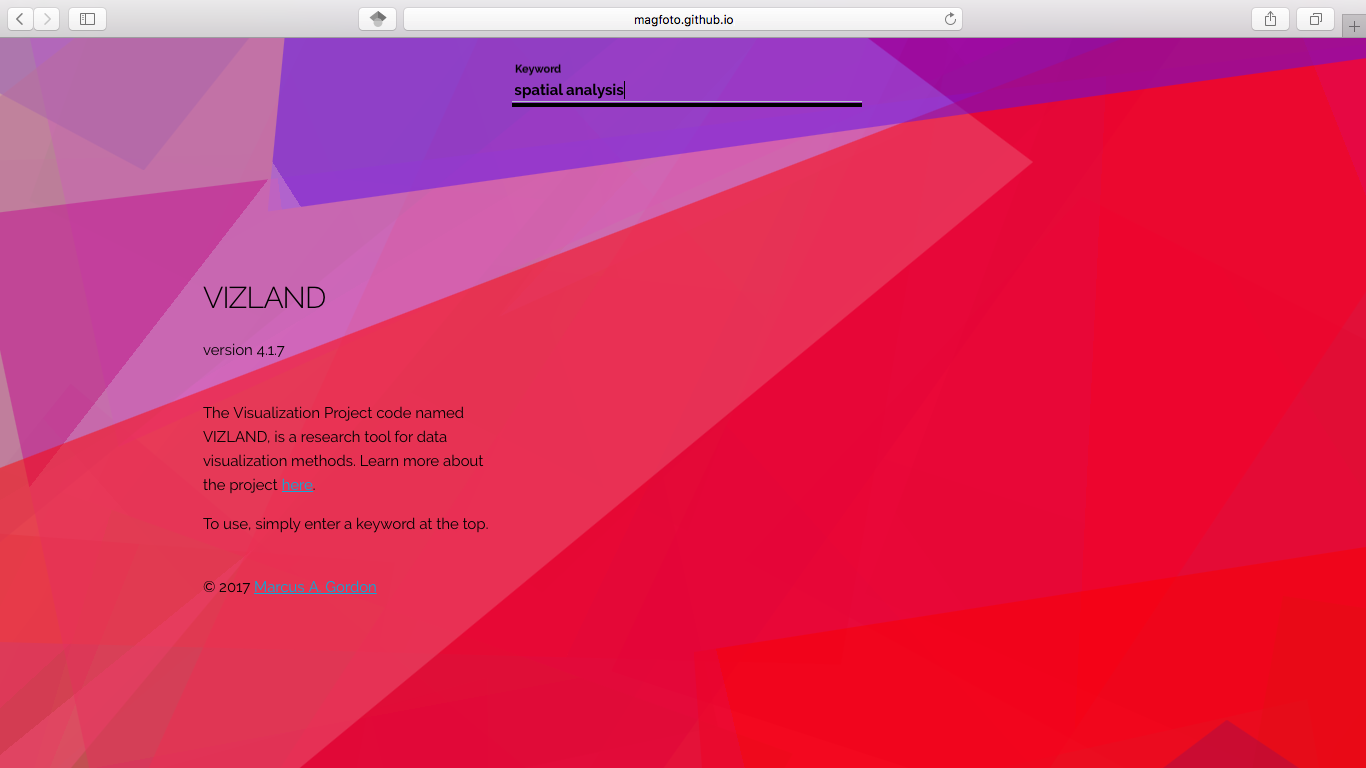 magfoto.github.io
Keyword
spatial analysis
VIZLAND
version 4.1.7
The Visualization Project code named
VIZLAND, is a research tool for data
visualization methods. Learn more about
the project here.
To use, simply enter a keyword at the top.
© 2017 Marcus A. Gordon